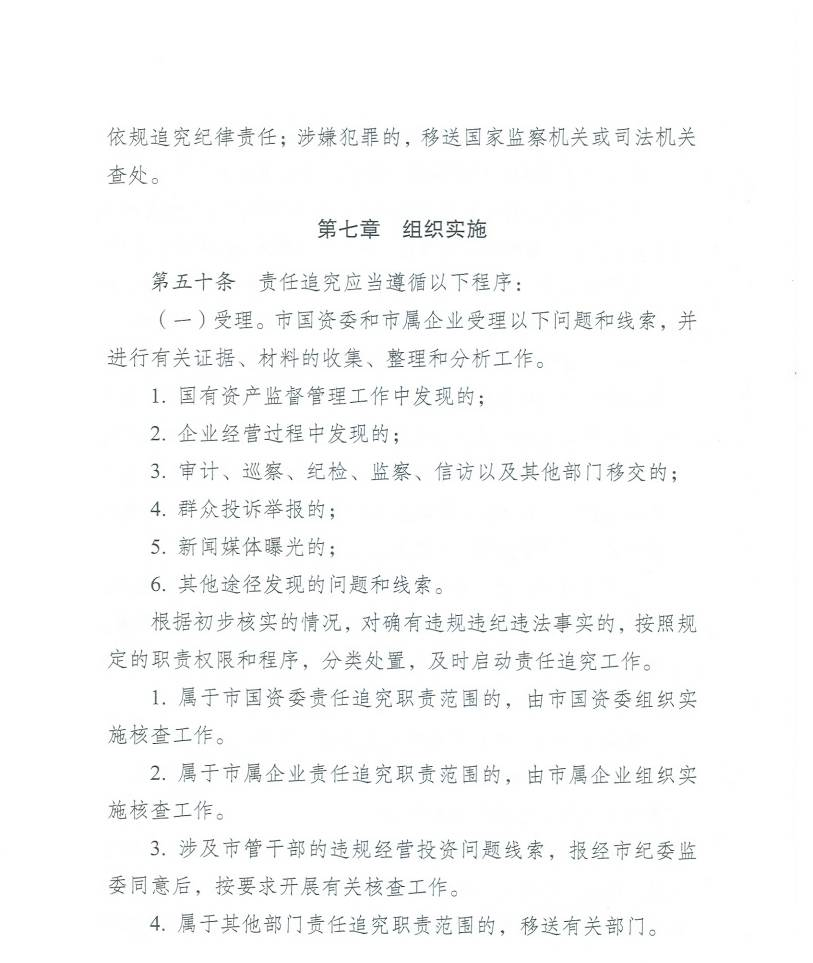 依规追究纪律责任；涉嫌犯罪的，移送国家监察机关或司法机关
查处。
第七章　组织实施
第五十条　责任追究应当遵循以下程序：
（一）受理。市国资委和市属企业受理以下问题和线索，并
进行有关证据、材料的收集、整理和分析工作。
1. 国有资产监督管理工作中发现的；
2. 企业经营过程中发现的；
3. 审计、巡察、纪检、监察、信访以及其他部门移交的；
4. 群众投诉举报的；
5. 新闻媒体曝光的；
6. 其他途径发现的问题和线索。
根据初步核实的情况，对确有违规违纪违法事实的，按照规
定的职责权限和程序，分类处置，及时启动责任追究工作。
1. 属于市国资委责任追究职责范围的，由市国资委组织实
施核查工作。
2. 属于市属企业责任追究职责范围的，由市属企业组织实
施核查工作。
3. 涉及市管干部的违规经营投资问题线索，报经市纪委监
委同意后，按要求开展有关核查工作。
4. 属于其他部门责任追究职责范围的，移送有关部门。